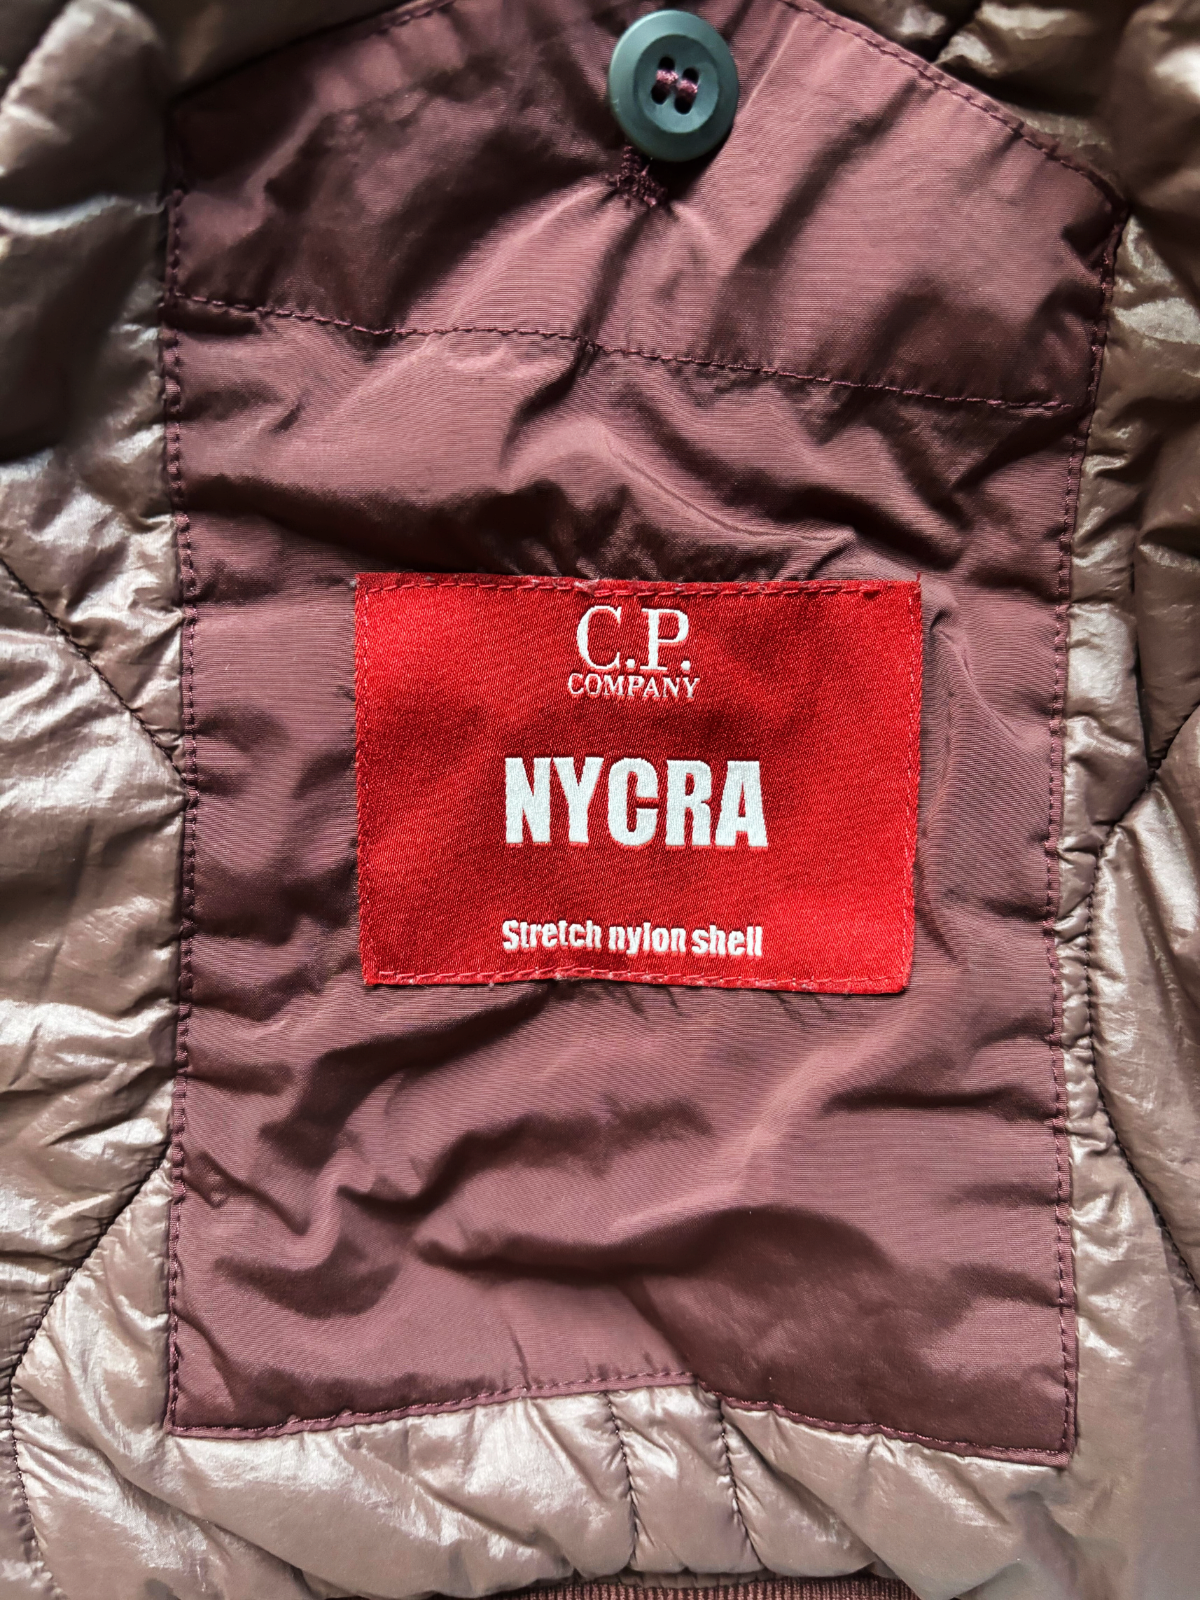 C.P.
COMPANY
NYCRA
Stretch nylon shell